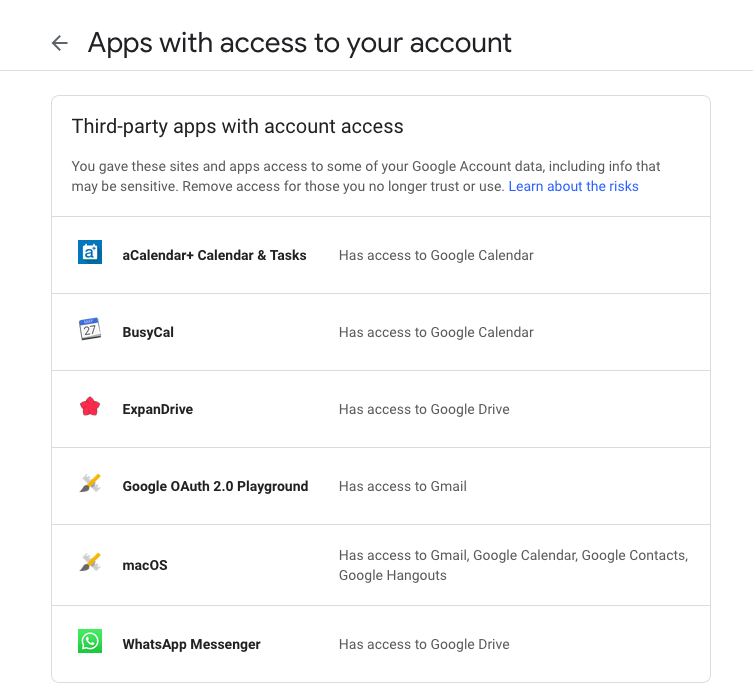 Apps with access to your account
Third-party apps with account access
You gave these sites and apps access to some of your Google Account data, including info that
may be sensitive. Remove access for those you no longer trust or use. Learn about the risks
a
aCalendar+ Calendar & Tasks Has access to Google Calendar
27
BusyCal Has access to Google Calendar
ExpanDrive Has access to Google Drive
Google OAuth 2.0 Playground Has access to Gmail
macOS Has access to Gmail, Google Calendar, Google Contacts,
Google Hangouts
WhatsApp Messenger Has access to Google Drive